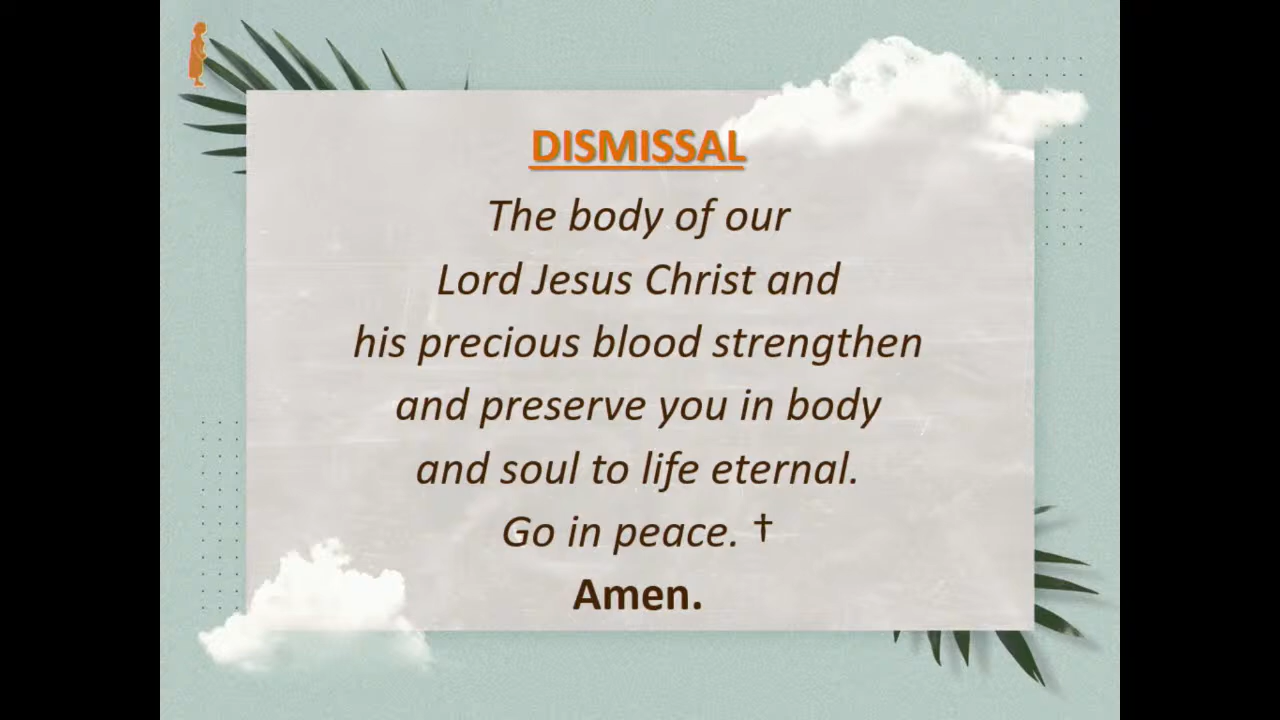 DISMISSAL
The body of our
Lord Jesus Christ and
his precious blood strengthen
and preserve you in body
and soul to life eternal.
Go in peace. †
Amen.